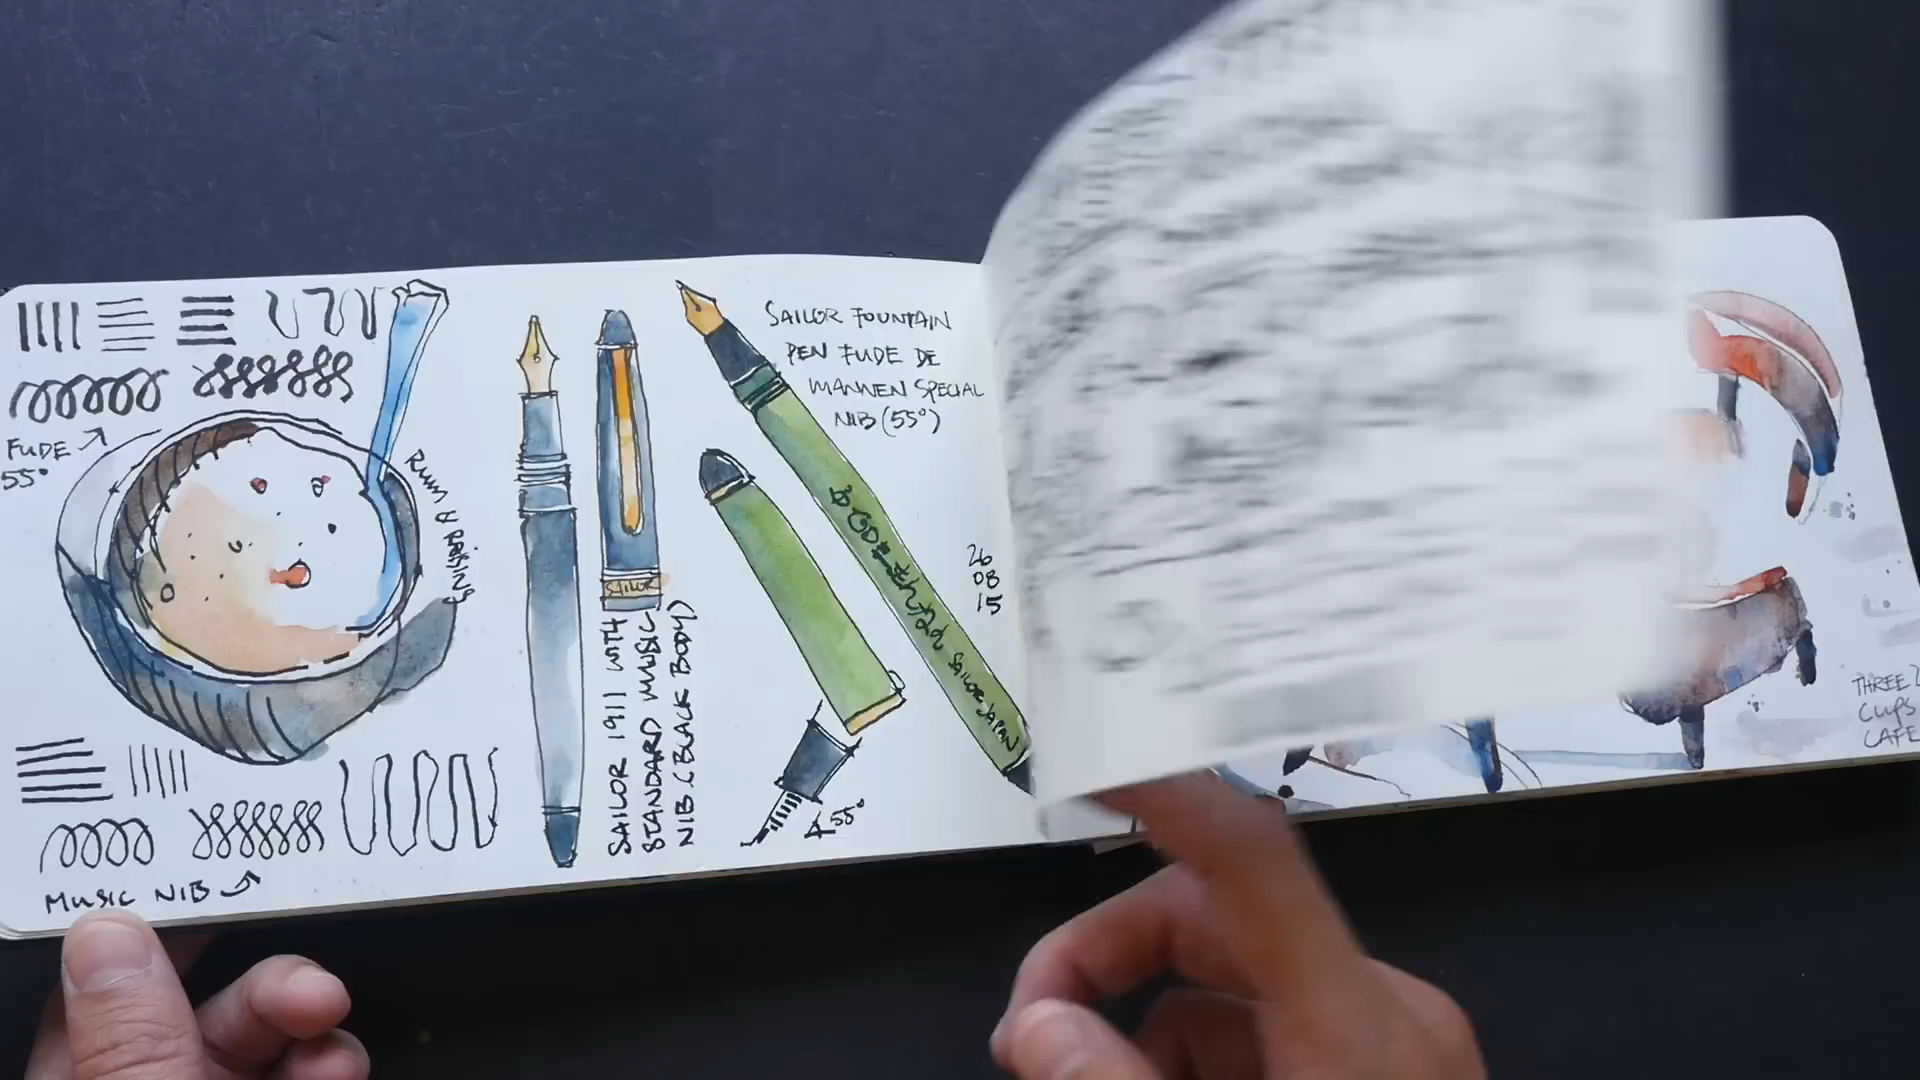 FUDE
55°
RUM & RAISINS
MUSIC NIB
SAILOR
SAILOR 1911 WITH
STANDARD MUSIC
NIB (BLACK BODY)
SAILOR FOUNTAIN
PEN FUDE DE
MANNEN SPECIAL
NIB (55°)
SAILOR JAPAN
55°
26
08
15
THREE
CUPS
CAFE